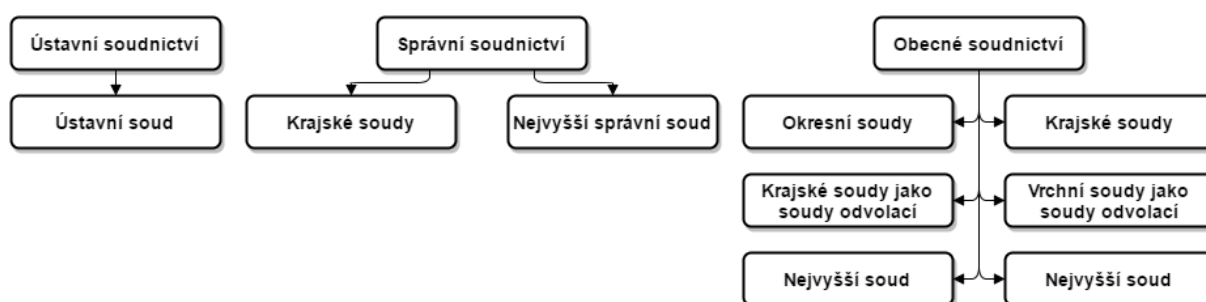 Ústavní soudnictví
Ústavní soud
Správní soudnictví
Krajské soudy
Nejvyšší správní soud
Obecné soudnictví
Okresní soudy
Krajské soudy
Krajské soudy jako
soudy odvolací
Vrchní soudy jako
soudy odvolací
Nejvyšší soud
Nejvyšší soud